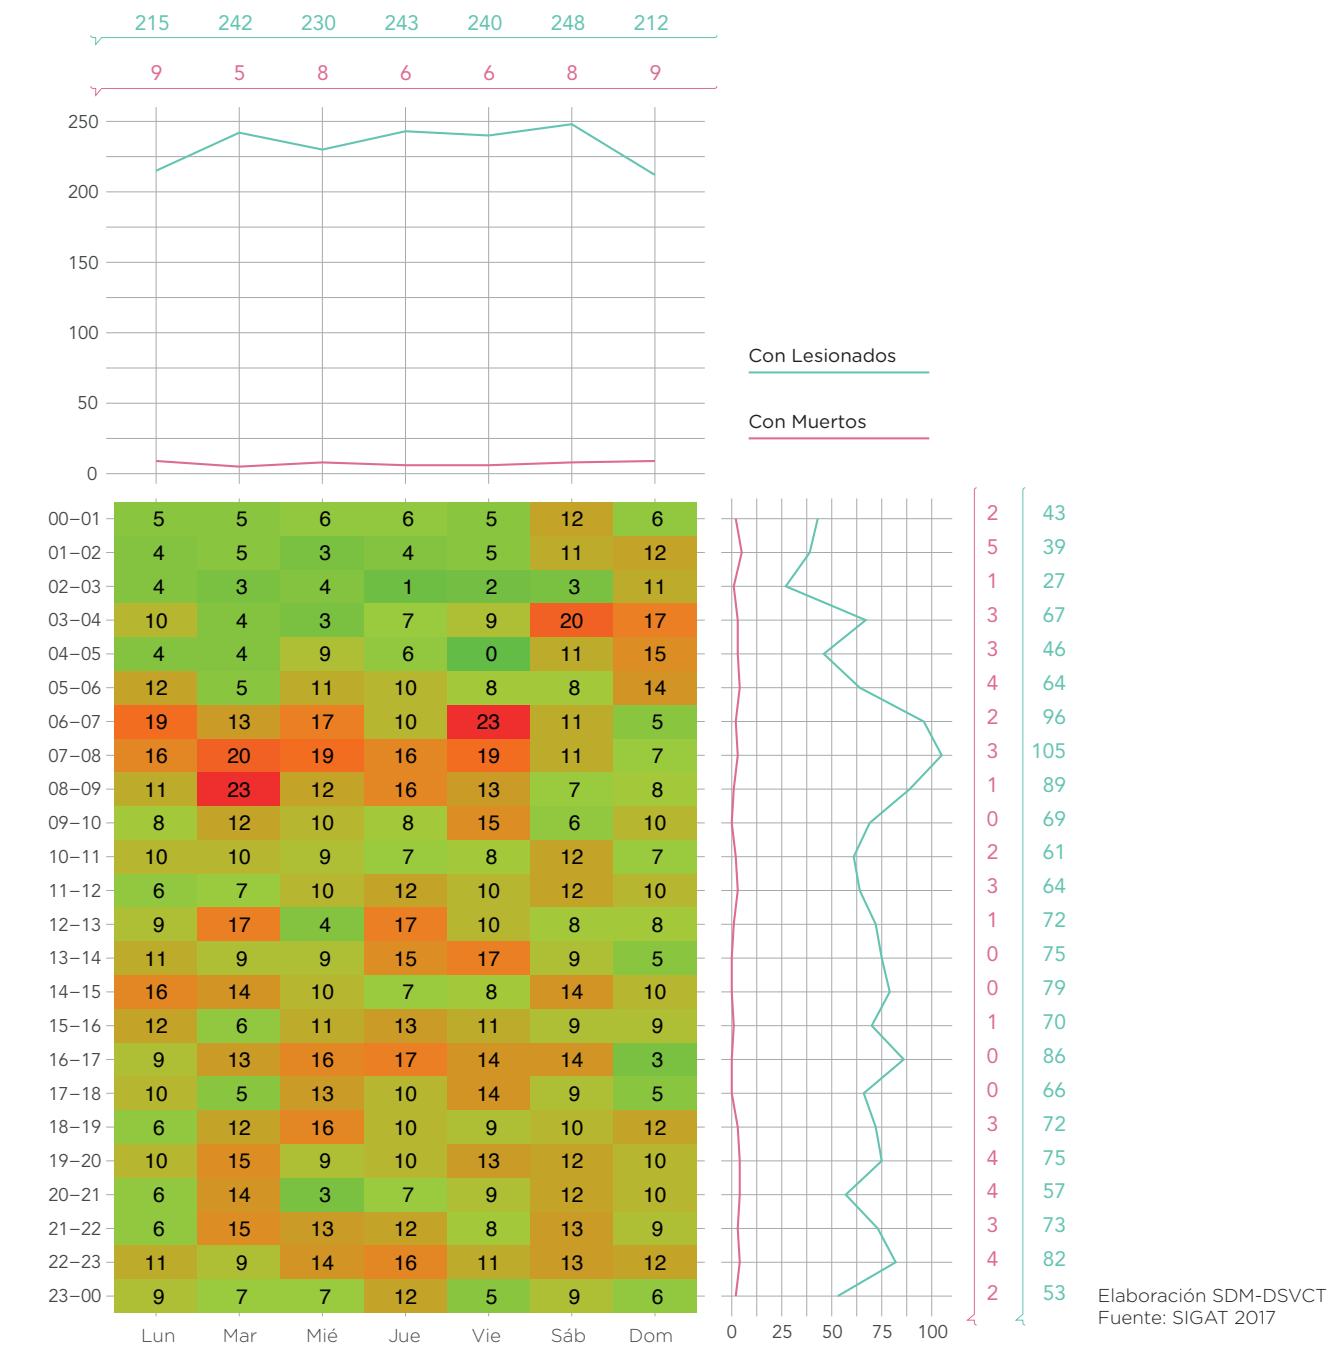 215 242 230 243 240 248 212
9 5 8 6 6 8 9
250
200
150
100
50
0
Con Lesionados
Con Muertos
00–01 5 5 6 6 5 12 6 2 43
01–02 4 5 3 4 5 11 12 5 39
02–03 4 3 4 1 2 3 11 1 27
03–04 10 4 3 7 9 20 17 3 67
04–05 4 4 9 6 0 11 15 3 46
05–06 12 5 11 10 8 8 14 4 64
06–07 19 13 17 10 23 11 5 2 96
07–08 16 20 19 16 19 11 7 3 105
08–09 11 23 12 16 13 7 8 1 89
09–10 8 12 10 8 15 6 10 0 69
10–11 10 10 9 7 8 12 7 2 61
11–12 6 7 10 12 10 12 10 3 64
12–13 9 17 4 17 10 8 8 1 72
13–14 11 9 9 15 17 9 5 0 75
14–15 16 14 10 7 8 14 10 0 79
15–16 12 6 11 13 11 9 9 1 70
16–17 9 13 16 17 14 14 3 0 86
17–18 10 5 13 10 14 9 5 0 66
18–19 6 12 16 10 9 10 12 3 72
19–20 10 15 9 10 13 12 10 4 75
20–21 6 14 3 7 9 12 10 4 57
21–22 6 15 13 12 8 13 9 3 73
22–23 11 9 14 16 11 13 12 4 82
23–00 9 7 7 12 5 9 6 2 53
Lun Mar Mié Jue Vie Sáb Dom
0 25 50 75 100
Elaboración SDM-DSVCT
Fuente: SIGAT 2017